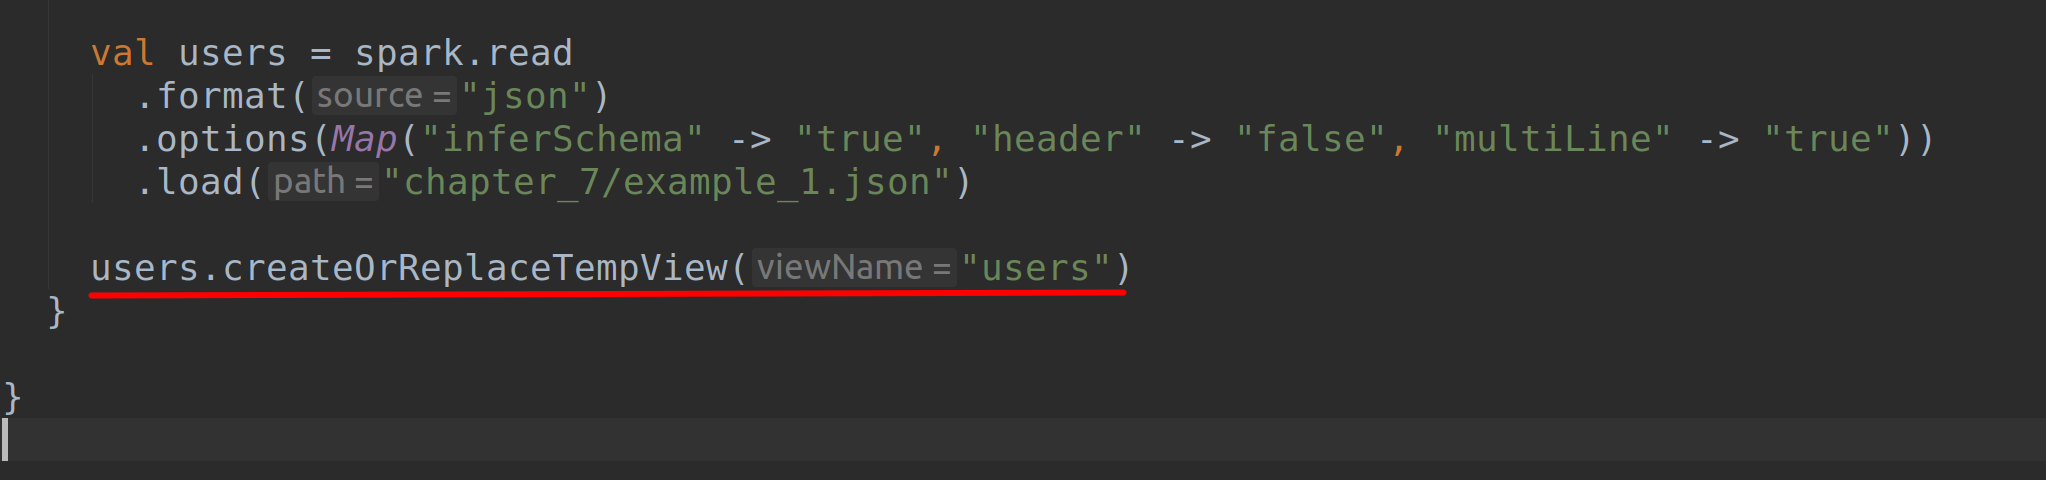 val users = spark.read
.format( source = "json")
.options(Map("inferSchema" -> "true", "header" -> "false", "multiLine" -> "true"))
.load( path = "chapter_7/example_1.json")
users.createOrReplaceTempView( viewName = "users")
}
}